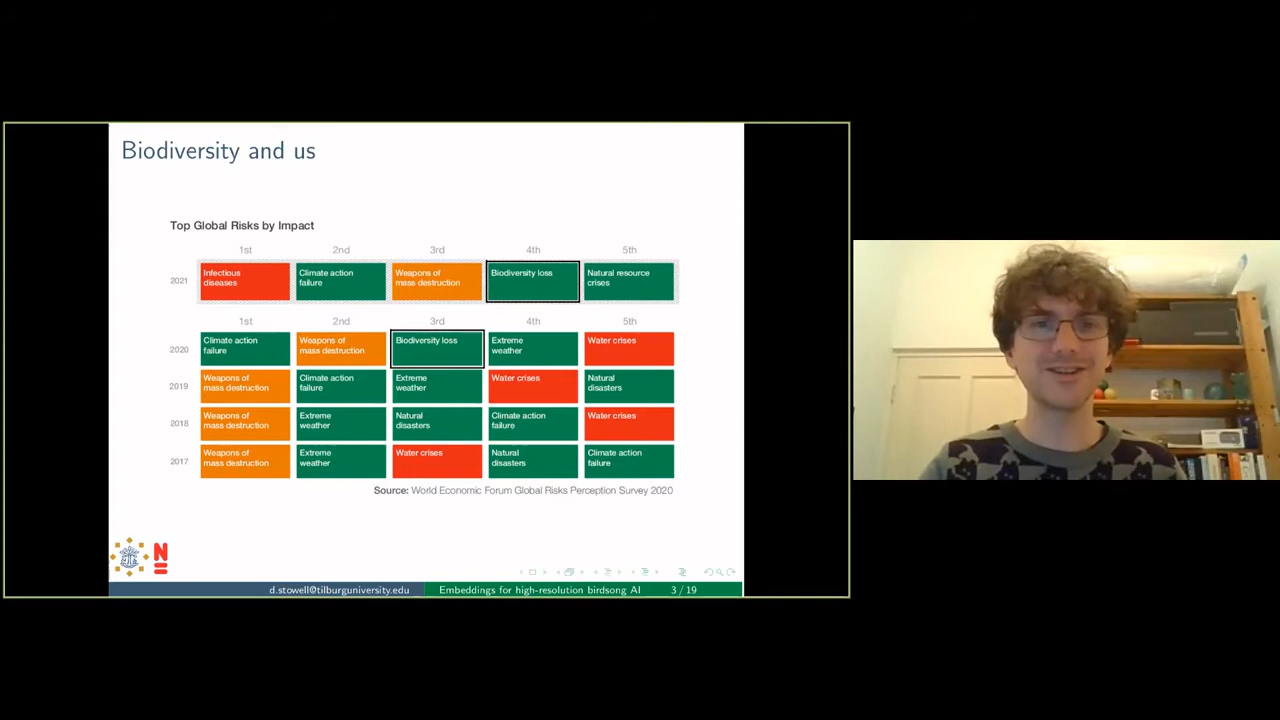 Biodiversity and us
Top Global Risks by Impact
1st 2nd 3rd 4th 5th
2021
Infectious
diseases
Climate action
failure
Weapons of
mass destruction
Biodiversity loss
Natural resource
crises
1st 2nd 3rd 4th 5th
2020
Climate action
failure
Weapons of
mass destruction
Biodiversity loss
Extreme
weather
Water crises
2019
Weapons of
mass destruction
Climate action
failure
Extreme
weather
Water crises
Natural
disasters
2018
Weapons of
mass destruction
Extreme
weather
Natural
disasters
Climate action
failure
Water crises
2017
Weapons of
mass destruction
Extreme
weather
Water crises
Natural
disasters
Climate action
failure
Source: World Economic Forum Global Risks Perception Survey 2020
N
d.stowell@tilburguniversity.edu Embeddings for high-resolution birdsong AI 3 / 19